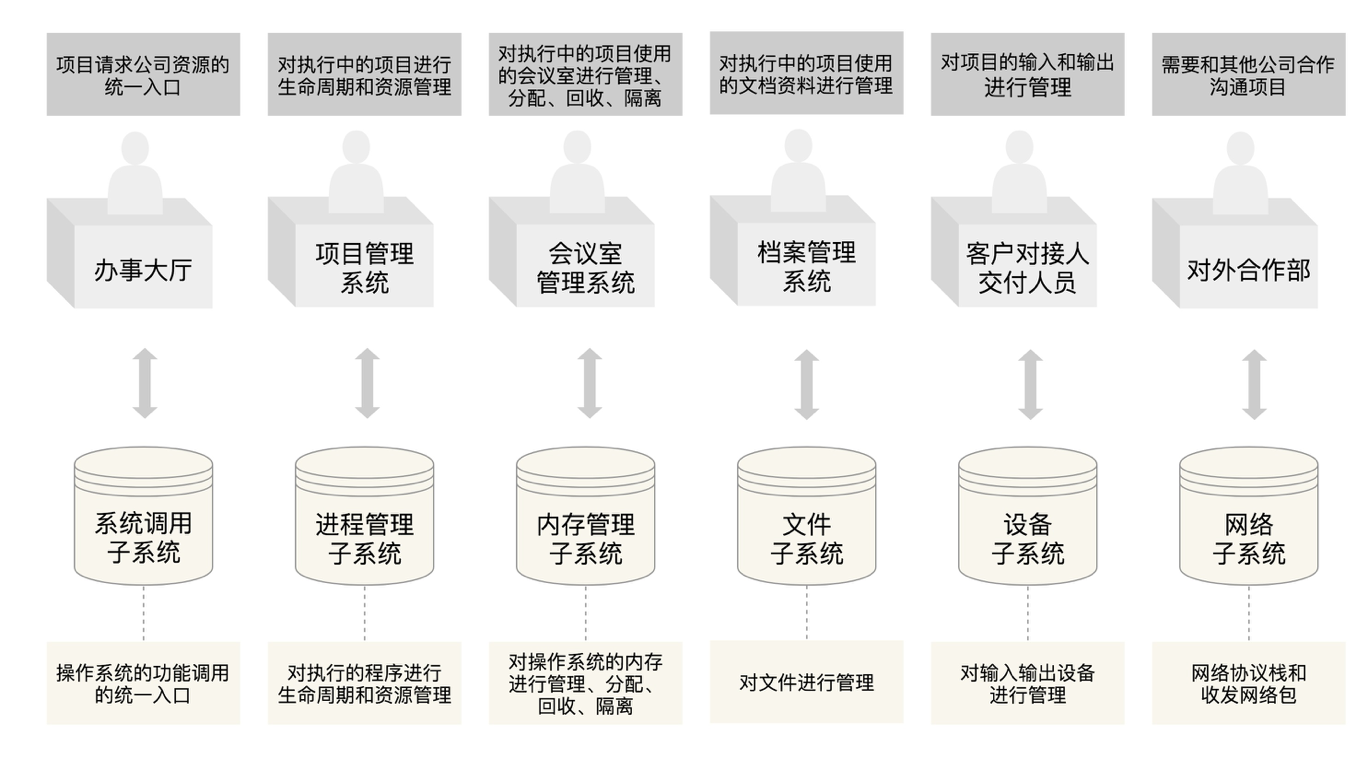 项目请求公司资源的
统一入口
对执行中的项目进行
生命周期和资源管理
对执行中的项目使用
的会议室进行管理、
分配、回收、隔离
对执行中的项目使用
的文档资料进行管理
对项目的输入和输出
进行管理
需要和其他公司合作
沟通项目
办事大厅
项目管理
系统
会议室
管理系统
档案管理
系统
客户对接人
交付人员
对外合作部
系统调用
子系统
进程管理
子系统
内存管理
子系统
文件
子系统
设备
子系统
网络
子系统
操作系统的功能调用
的统一入口
对执行的程序进行
生命周期和资源管理
对操作系统的内存
进行管理、分配、
回收、隔离
对文件进行管理
对输入输出设备
进行管理
网络协议栈和
收发网络包